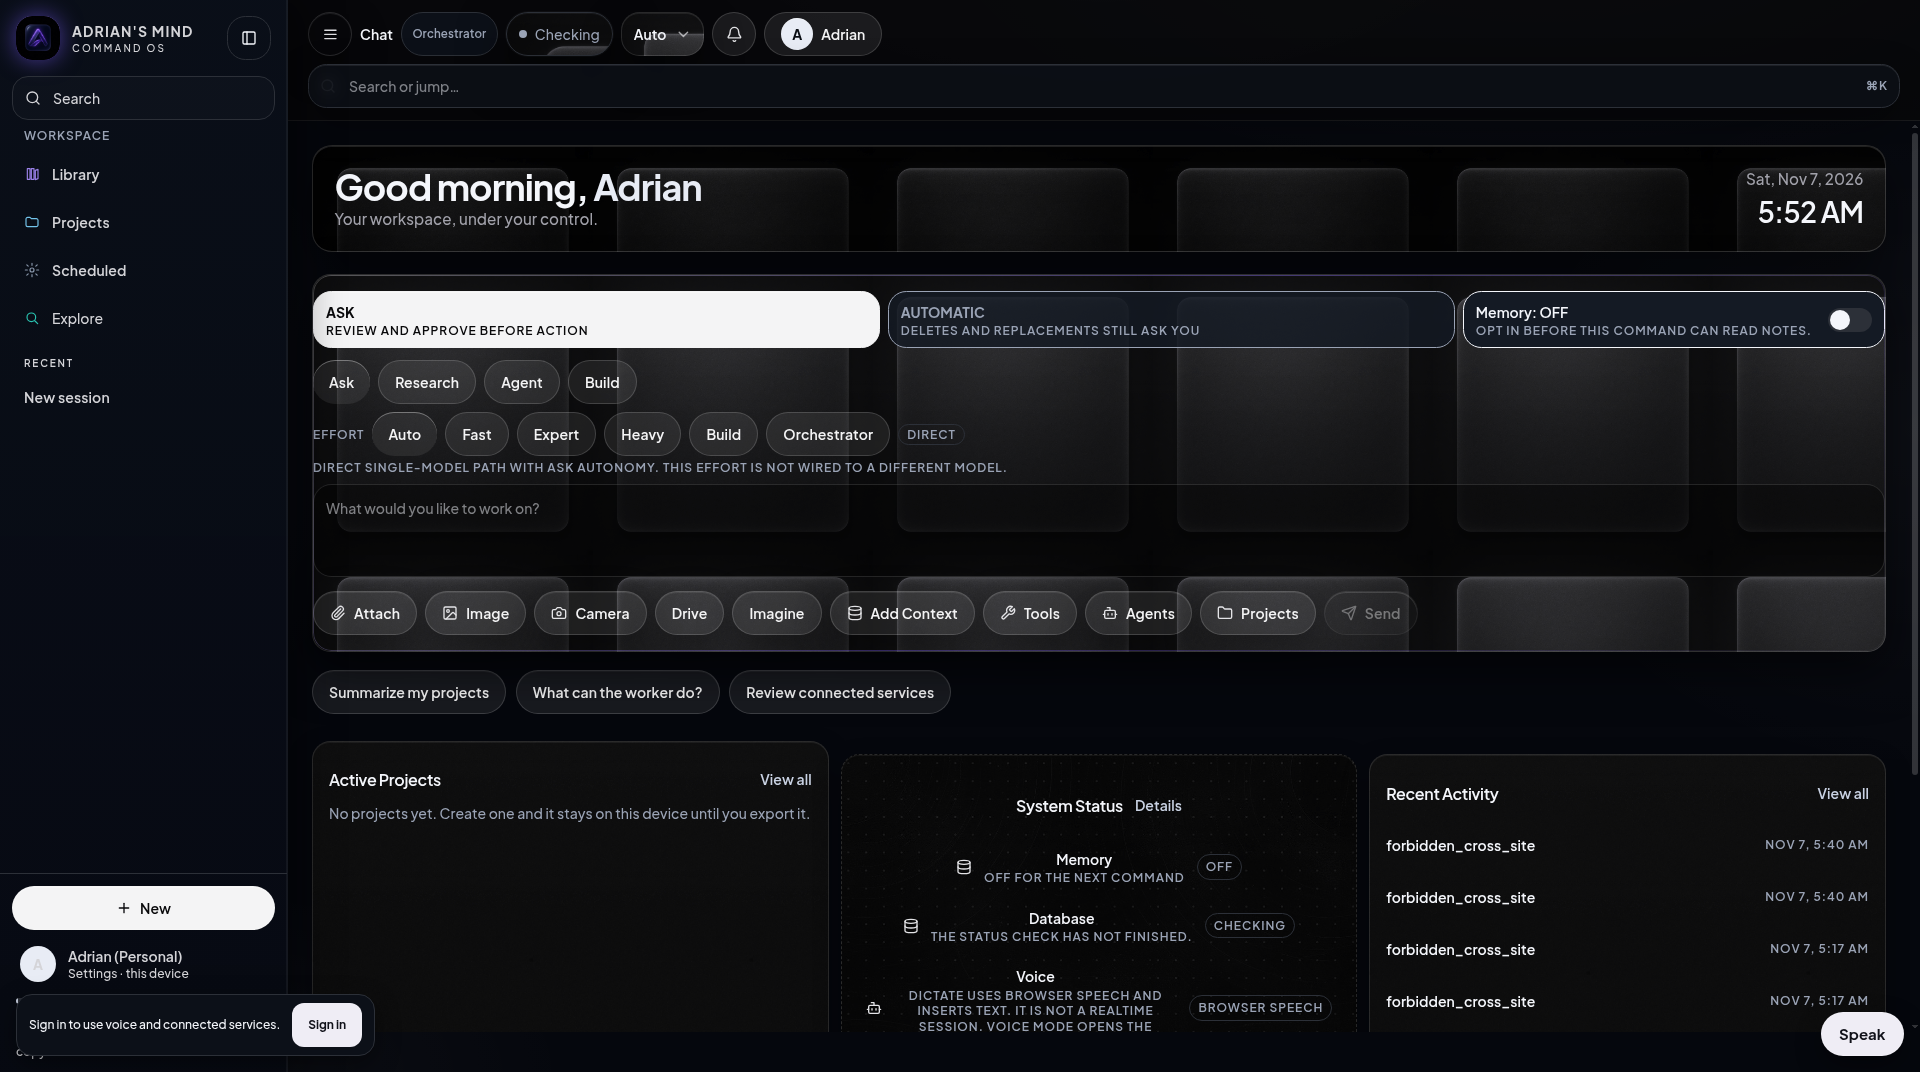 ADRIAN'S MIND
COMMAND OS
Search
WORKSPACE
Library
Projects
Scheduled
Explore
RECENT
New session
New
A
Adrian (Personal)
Settings · this device
Sign in to use voice and connected services.
Sign in
Chat
Orchestrator
Checking
Auto
A
Adrian
Search or jump…
⌘K
Good morning, Adrian
Your workspace, under your control.
Sat, Nov 7, 2026
5:52 AM
ASK
REVIEW AND APPROVE BEFORE ACTION
AUTOMATIC
DELETES AND REPLACEMENTS STILL ASK YOU
Memory: OFF
OPT IN BEFORE THIS COMMAND CAN READ NOTES.
Ask
Research
Agent
Build
EFFORT
Auto
Fast
Expert
Heavy
Build
Orchestrator
DIRECT
DIRECT SINGLE-MODEL PATH WITH ASK AUTONOMY. THIS EFFORT IS NOT WIRED TO A DIFFERENT MODEL.
What would you like to work on?
Attach
Image
Camera
Drive
Imagine
Add Context
Tools
Agents
Projects
Send
Summarize my projects
What can the worker do?
Review connected services
Active Projects
View all
No projects yet. Create one and it stays on this device until you export it.
System Status
Details
Memory
OFF FOR THE NEXT COMMAND
OFF
Database
THE STATUS CHECK HAS NOT FINISHED.
CHECKING
Voice
DICTATE USES BROWSER SPEECH AND
INSERTS TEXT. IT IS NOT A REALTIME
SESSION. VOICE MODE OPENS THE
BROWSER SPEECH
Recent Activity
View all
forbidden_cross_site
NOV 7, 5:40 AM
forbidden_cross_site
NOV 7, 5:40 AM
forbidden_cross_site
NOV 7, 5:17 AM
forbidden_cross_site
NOV 7, 5:17 AM
Speak